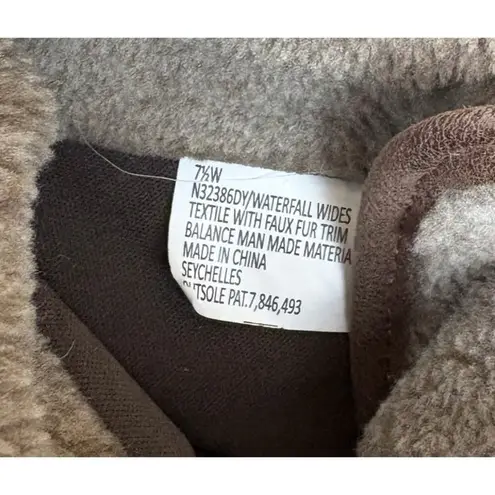 7½W
N32386DY/WATERFALL WIDES
TEXTILE WITH FAUX FUR TRIM
BALANCE MAN MADE MATERIA
MADE IN CHINA
SEYCHELLES
PAT.7,846,493